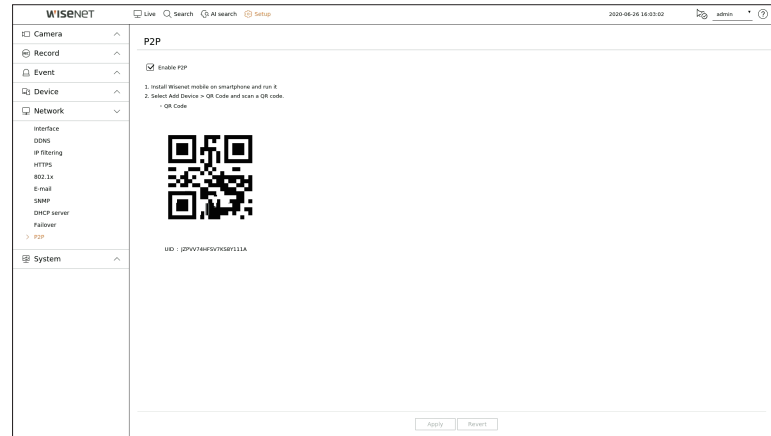 WISENET
Live Search AI search Setup 2020-06-26 16:03:02 admin
Camera
Record
Event
Device
Network
Interface
DDNS
IP filtering
HTTPS
802.1x
E-mail
SNMP
DHCP server
Failover
P2P
System
P2P
Enable P2P
1. Install Wisenet mobile on smartphone and run it
2. Select Add Device > QR Code and scan a QR code.
- QR Code
UID : JZPVV74HFSV7KS8Y111A
Apply Revert